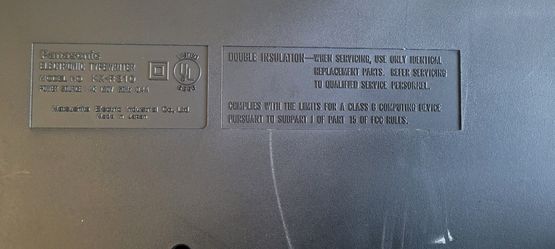 Panasonic
ELECTRONIC TYPEWRITER
MODEL NO.
POWER SOURCE
Matsushita Electric Industrial Co., Ltd.
Made in Japan
UL
DOUBLE INSULATION—WHEN SERVICING, USE ONLY IDENTICAL
REPLACEMENT PARTS. REFER SERVICING
TO QUALIFIED SERVICE PERSONNEL.
COMPLIES WITH THE LIMITS FOR A CLASS B COMPUTING DEVICE
PURSUANT TO SUBPART J OF PART 15 OF FCC RULES.